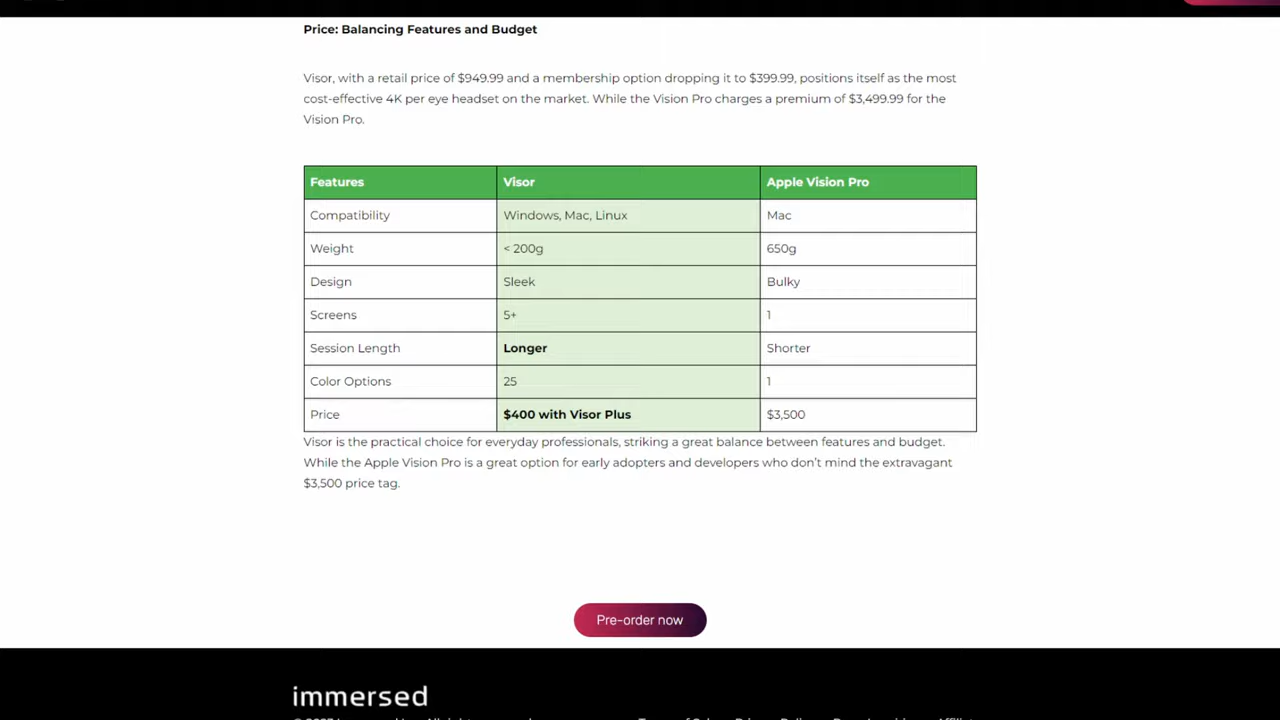 Price: Balancing Features and Budget
Visor, with a retail price of $949.99 and a membership option dropping it to $399.99, positions itself as the most
cost-effective 4K per eye headset on the market. While the Vision Pro charges a premium of $3,499.99 for the
Vision Pro.
Features Visor Apple Vision Pro
Compatibility Windows, Mac, Linux Mac
Weight < 200g 650g
Design Sleek Bulky
Screens 5+ 1
Session Length Longer Shorter
Color Options 25 1
Price $400 with Visor Plus $3,500
Visor is the practical choice for everyday professionals, striking a great balance between features and budget.
While the Apple Vision Pro is a great option for early adopters and developers who don't mind the extravagant
$3,500 price tag.
Pre-order now
immersed